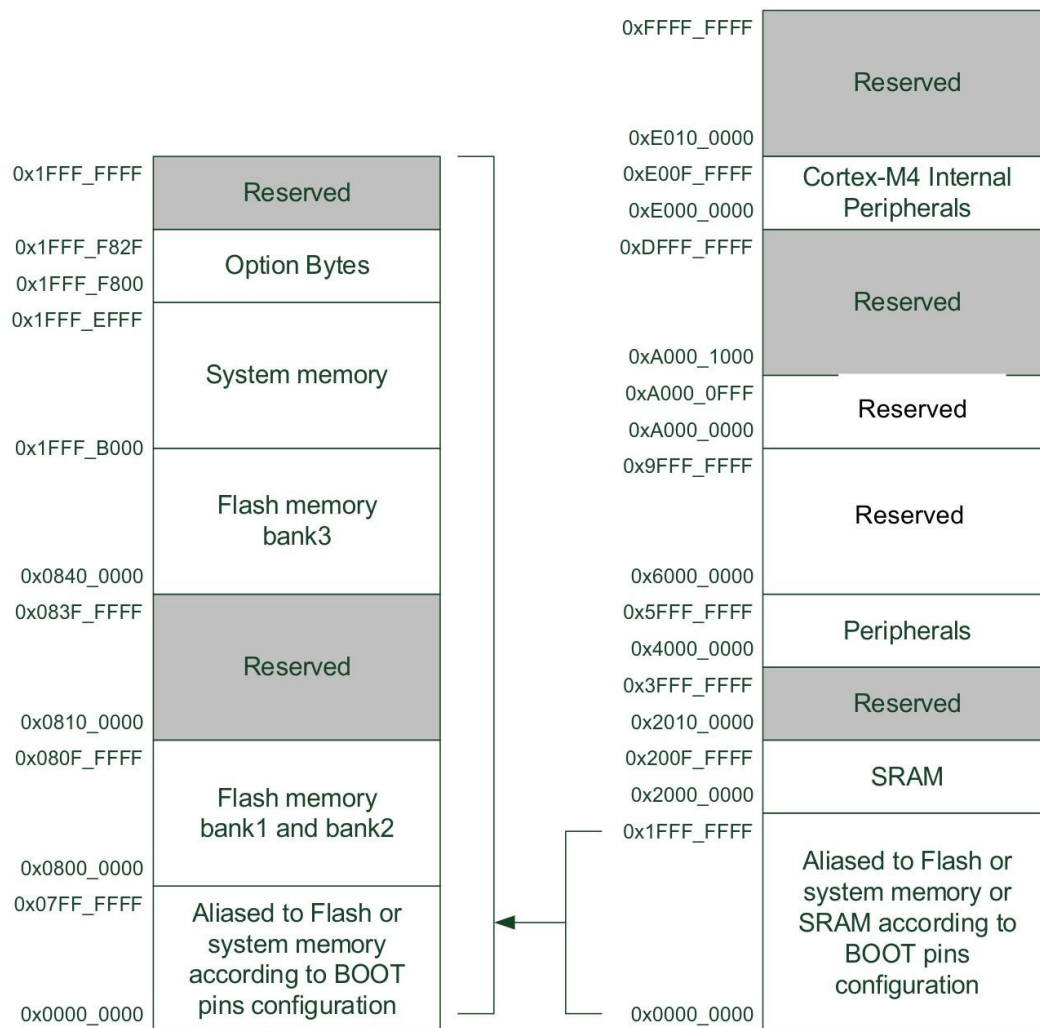 0x1FFF_FFFF
Reserved
0x1FFF_F82F
Option Bytes
0x1FFF_F800
0x1FFF_EFFF
System memory
0x1FFF_B000
Flash memory
bank3
0x0840_0000
0x083F_FFFF
Reserved
0x0810_0000
0x080F_FFFF
Flash memory
bank1 and bank2
0x0800_0000
0x07FF_FFFF
Aliased to Flash or
system memory
according to BOOT
pins configuration
0x0000_0000
0xFFFF_FFFF
Reserved
0xE010_0000
0xE00F_FFFF
Cortex-M4 Internal
Peripherals
0xE000_0000
0xDFFF_FFFF
Reserved
0xA000_1000
0xA000_0FFF
Reserved
0xA000_0000
0x9FFF_FFFF
Reserved
0x6000_0000
0x5FFF_FFFF
Peripherals
0x4000_0000
0x3FFF_FFFF
Reserved
0x2010_0000
0x200F_FFFF
SRAM
0x2000_0000
0x1FFF_FFFF
Aliased to Flash or
system memory or
SRAM according to
BOOT pins
configuration
0x0000_0000